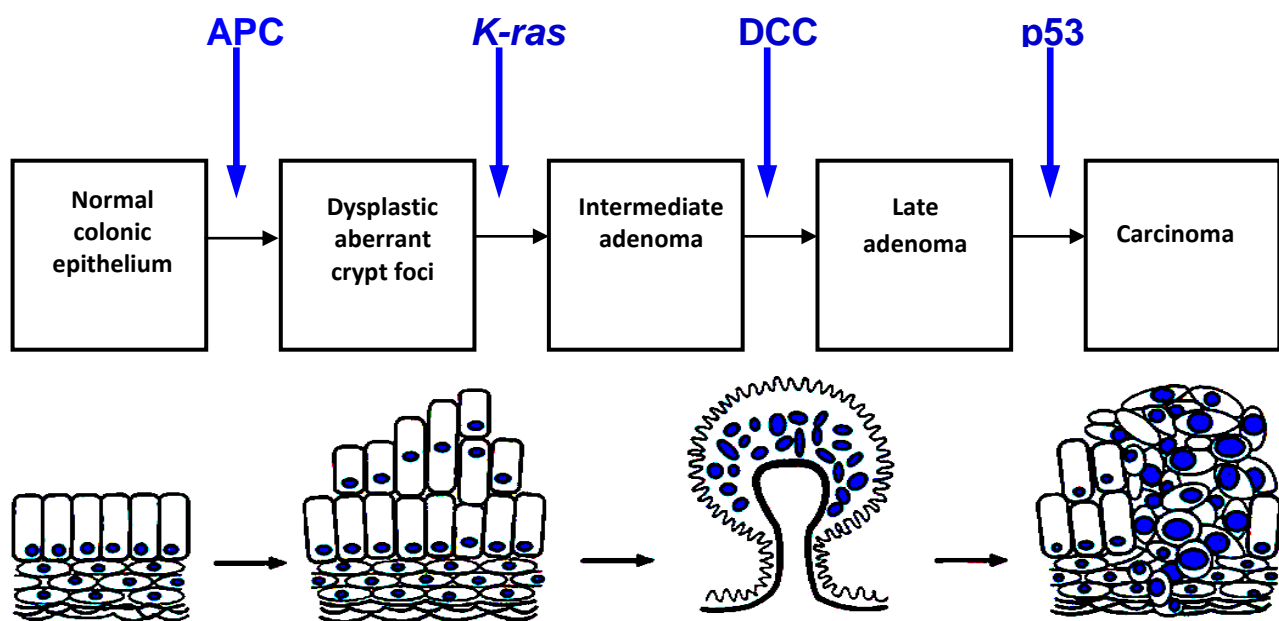 APC
K-ras
DCC
p53
Normal
colonic
epithelium
Dysplastic
aberrant
crypt foci
Intermediate
adenoma
Late
adenoma
Carcinoma